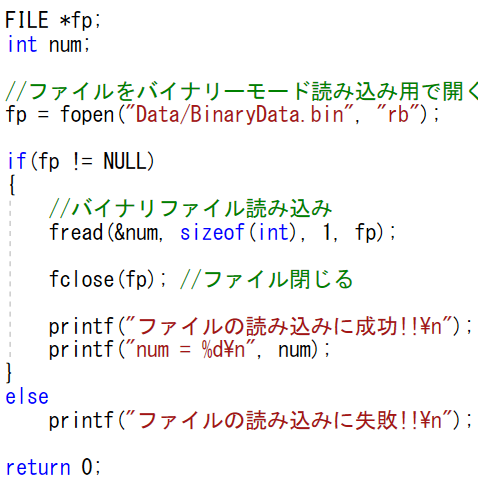 FILE *fp;
int num;
//ファイルをバイナリーモード読み込み用で開く
fp = fopen("Data/BinaryData.bin", "rb");
if(fp != NULL)
{
//バイナリファイル読み込み
fread(&num, sizeof(int), 1, fp);
fclose(fp); //ファイル閉じる
printf("ファイルの読み込みに成功!!¥n");
printf("num = %d¥n", num);
}
else
printf("ファイルの読み込みに失敗!!¥n");
return 0;